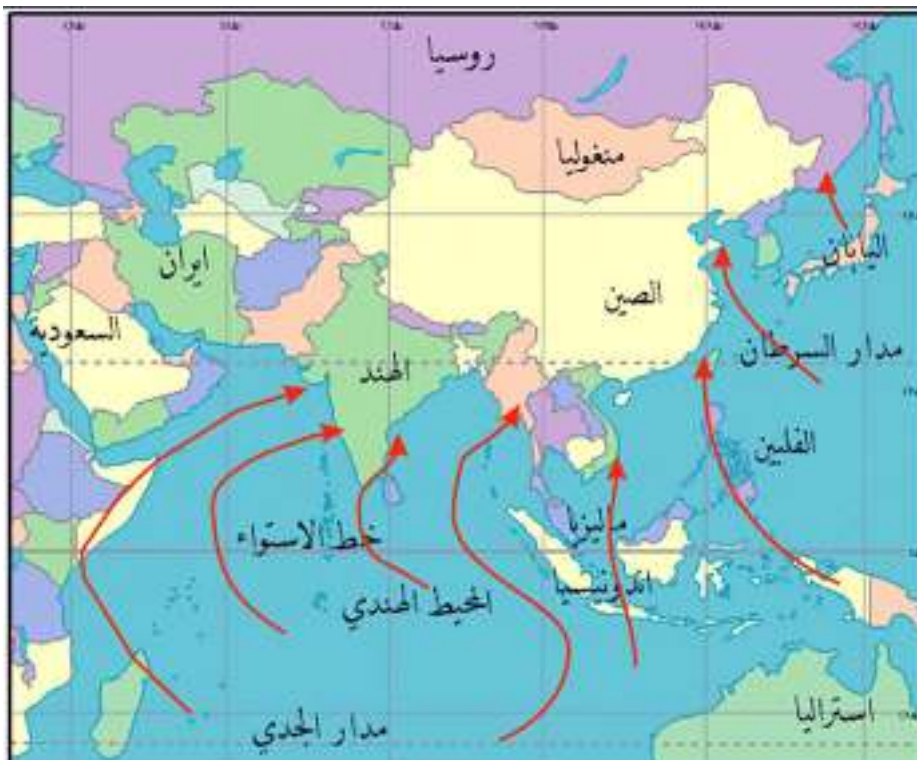 روسيا
منغوليا
اليابان
ايران
الصين
السعودية
مدار السرطان
الهند
الفلبين
ماليزيا
خط الاستواء
اندونيسيا
المحيط الهندي
استراليا
مدار الجدي